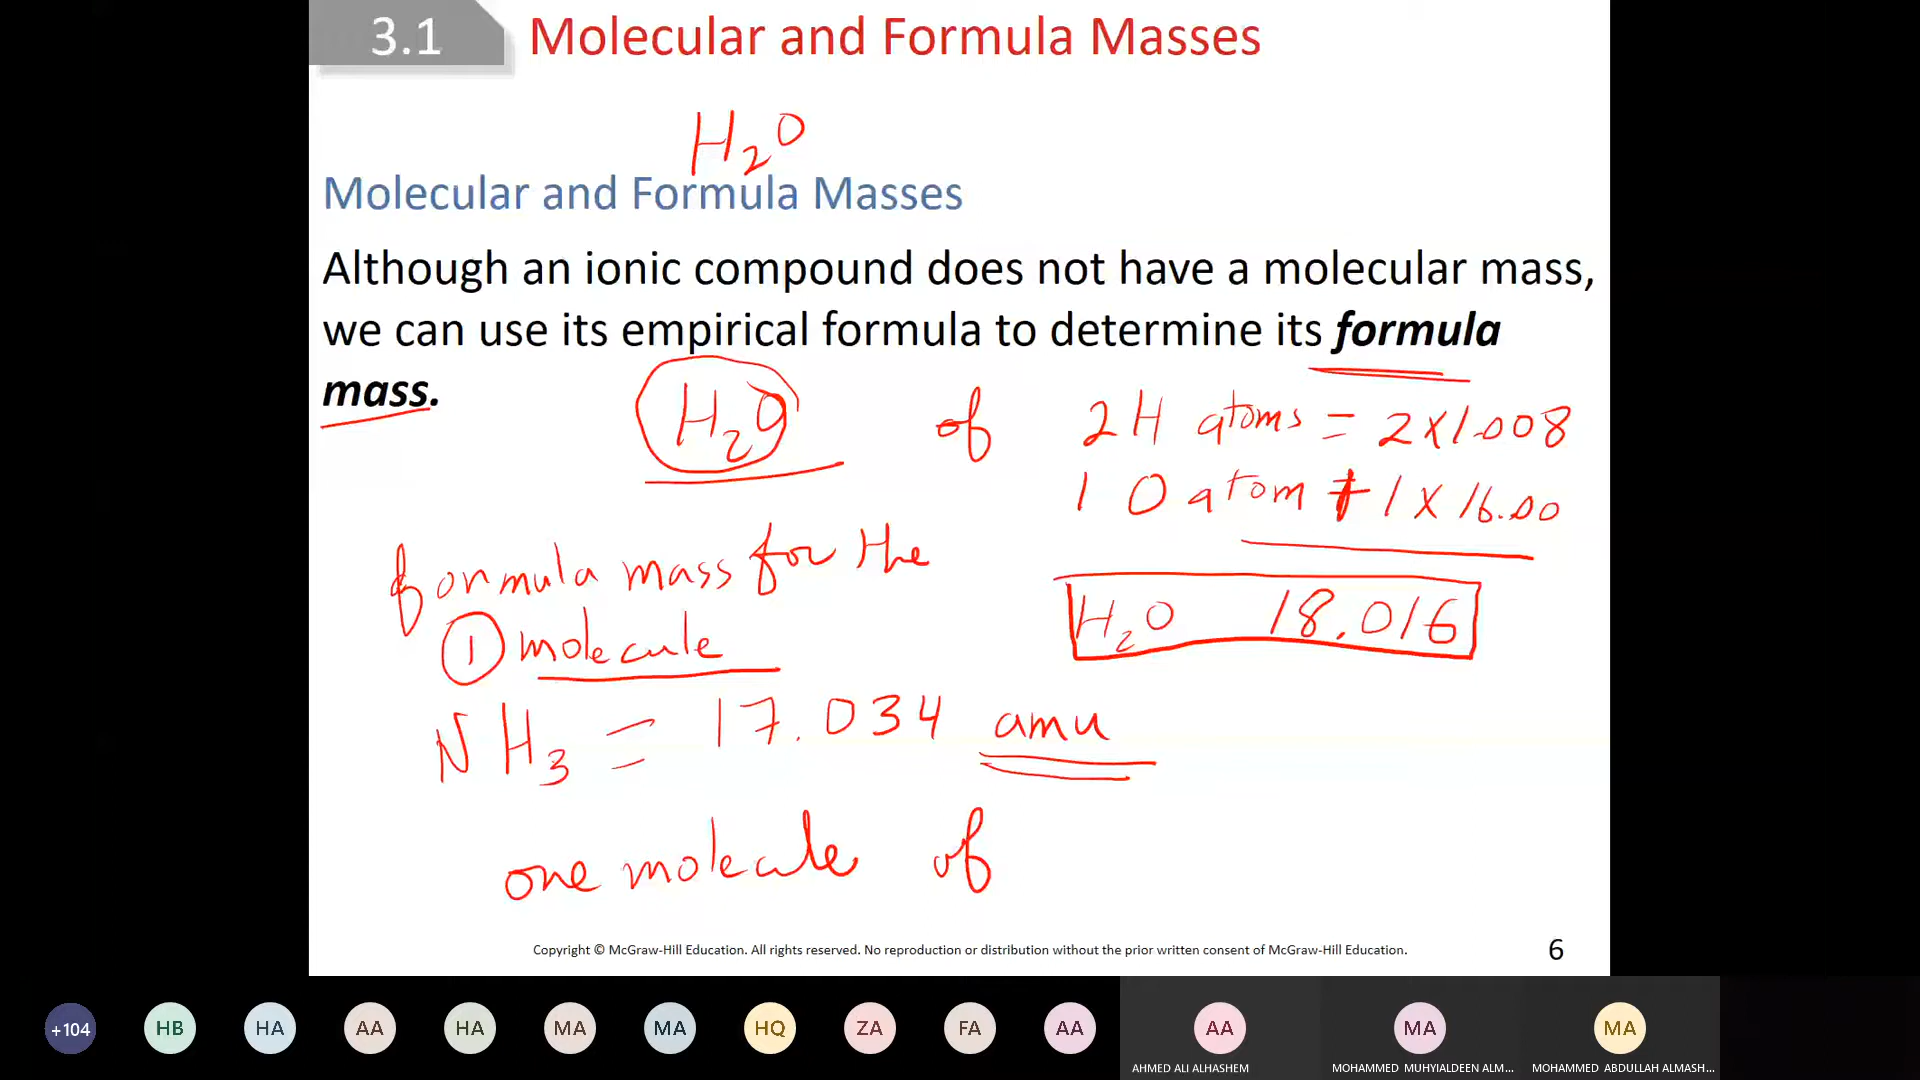 3.1 Molecular and Formula Masses
H2O
Molecular and Formula Masses
Although an ionic compound does not have a molecular mass,
we can use its empirical formula to determine its formula
mass.
H2O of 2H atoms = 2x1.008
1 O atom + 1 x 16.00
formula mass for the
H2O 18.016
1 molecule
NH3 = 17.034 amu
one molecule of
Copyright © McGraw-Hill Education. All rights reserved. No reproduction or distribution without the prior written consent of McGraw-Hill Education.
6
+104 HB HA AA HA MA MA HQ ZA FA AA AA MA MA
AHMED ALI ALHASHEM MOHAMMED MUHYIALDEEN ALM... MOHAMMED ABDULLAH ALMASH...